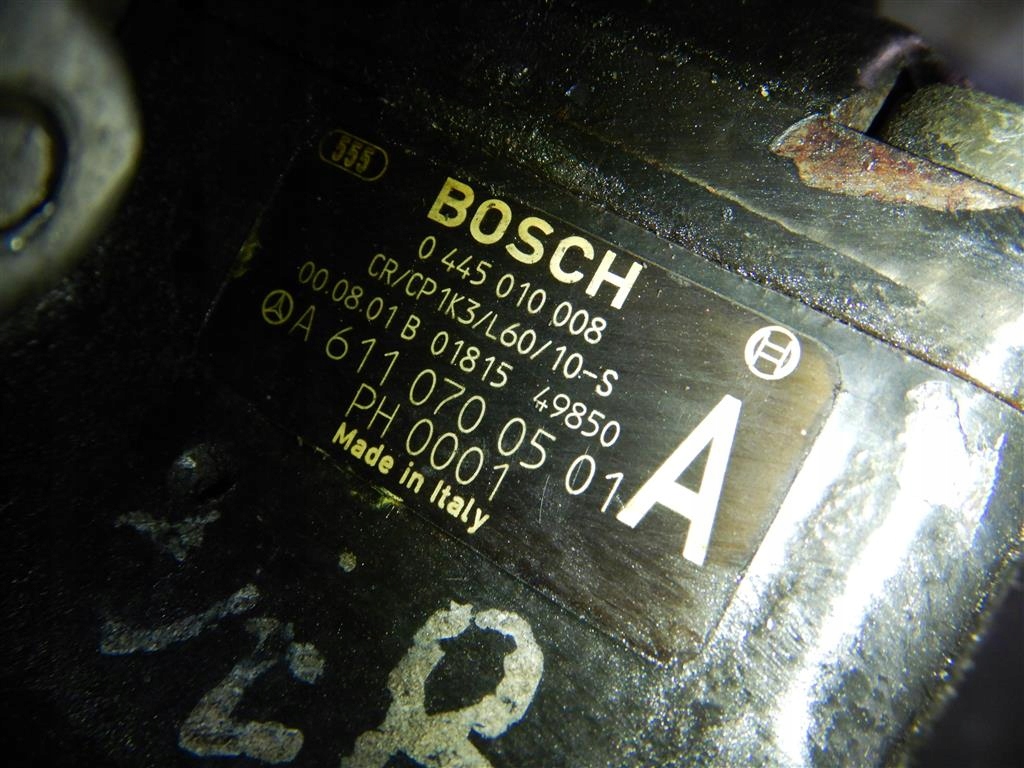 555
BOSCH
0 445 010 008
CR/CP1K3/L60/10-S
00.08.01B 01815 49850
A 611 070 05 01
PH 0001
Made in Italy
A